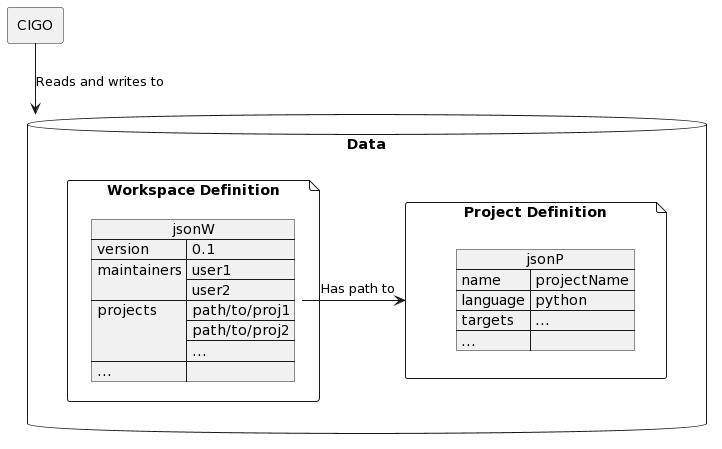 CIGO
Reads and writes to
Data
Workspace Definition
jsonW
version 0.1
maintainers user1
user2
projects path/to/proj1
path/to/proj2
...
...
Has path to
Project Definition
jsonP
name projectName
language python
targets ...
...